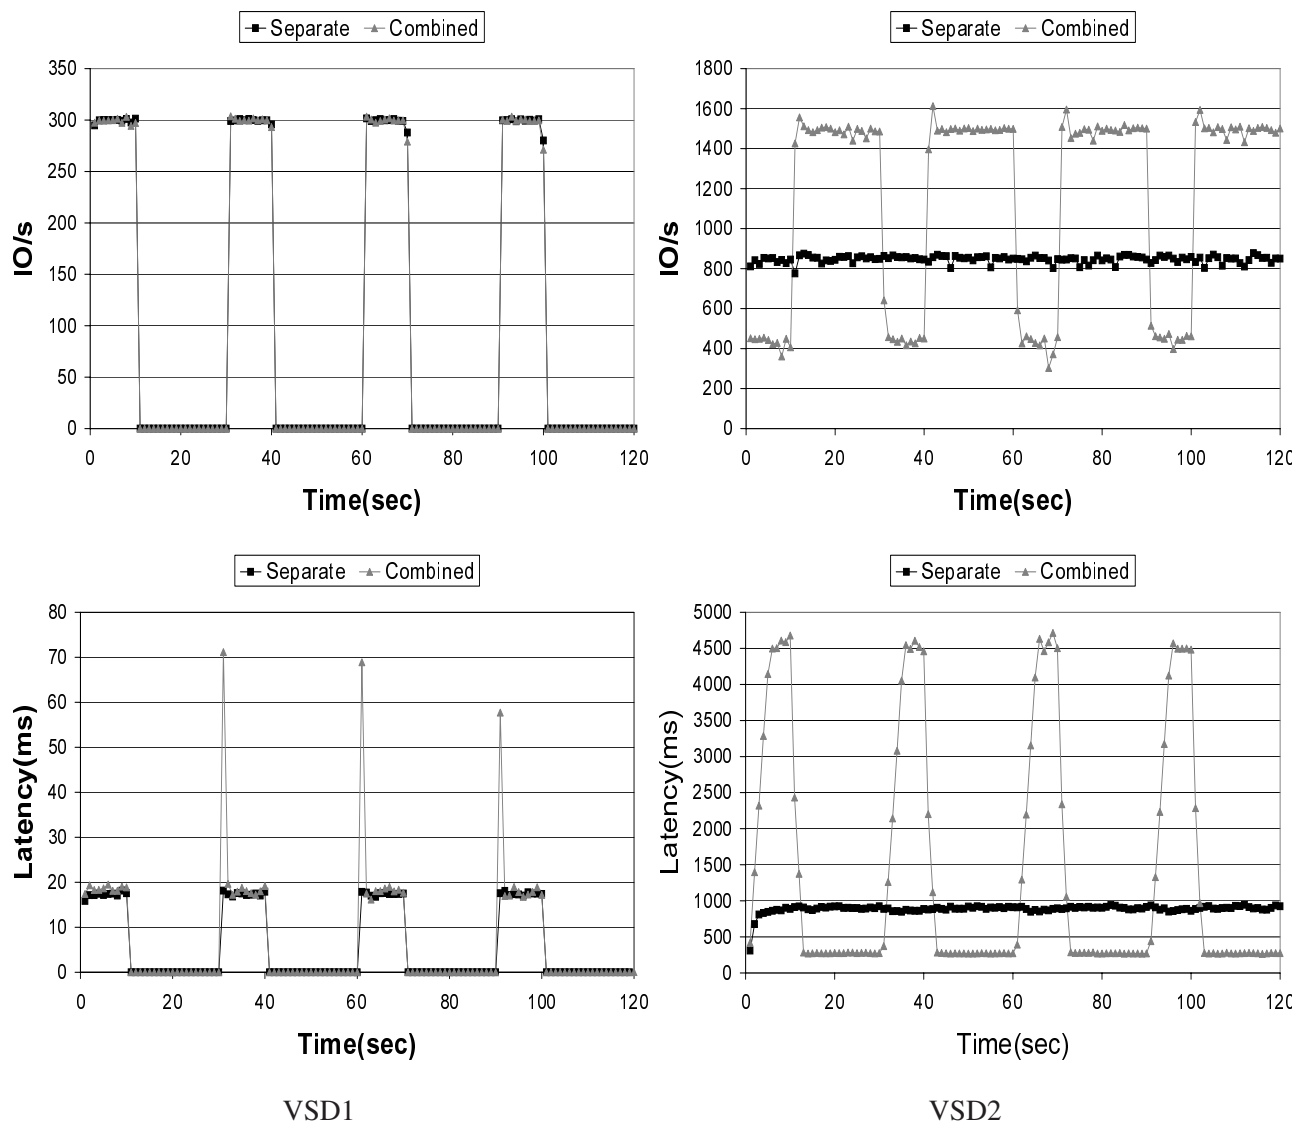 Separate Combined
350
300
250
200
150
100
50
0
IO/s
0 20 40 60 80 100 120
Time(sec)
Separate Combined
1800
1600
1400
1200
1000
800
600
400
200
0
IO/s
0 20 40 60 80 100 120
Time(sec)
Separate Combined
80
70
60
50
40
30
20
10
0
Latency(ms)
0 20 40 60 80 100 120
Time(sec)
Separate Combined
5000
4500
4000
3500
3000
2500
2000
1500
1000
500
0
Latency(ms)
0 20 40 60 80 100 120
Time(sec)
VSD1
VSD2